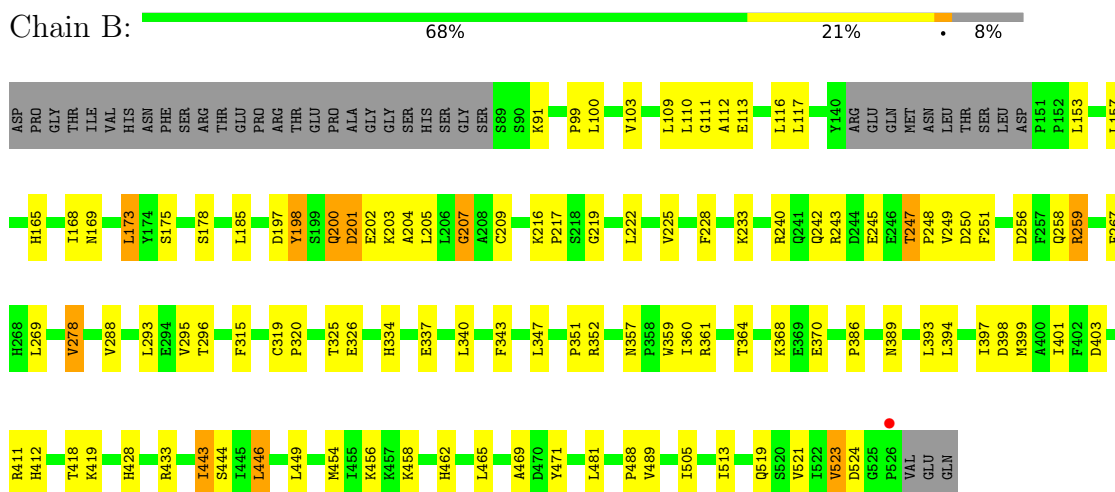 Chain B:
68% 21% • 8%
ASP PRO GLY THR ILE VAL HIS ASN PHE SER ARG THR GLU PRO ARG THR GLU PRO ALA GLY GLY SER HIS SER GLY SER S89 S90 K91 P99 L100 V103 L109 L110 G111 A112 E113 L116 L117 Y140 ARG GLU GLN MET ASN LEU THR SER LEU ASP P151 P152 L153 L157
H165 I168 N169 L173 Y174 S175 S178 L185 D197 Y198 S199 Q200 D201 E202 K203 A204 L205 L206 G207 A208 C209 K216 P217 S218 G219 L222 V225 F228 K233 R240 Q241 Q242 R243 D244 E245 E246 T247 P248 V249 D250 F251 D256 F257 Q258 R259 E267
H268 L269 V278 V288 L293 E294 V295 T296 F315 C319 P320 T325 E326 H334 E337 L340 F343 L347 P351 R352 N357 P358 W359 I360 R361 T364 K368 E369 E370 P386 N389 L393 L394 I397 D398 M399 A400 I401 F402 D403
R411 H412 T418 K419 H428 R433 I443 S444 I445 L446 L449 M454 I455 K456 K457 K458 H462 L465 A469 D470 Y471 L481 P488 V489 I505 I513 Q519 S520 V521 I522 V523 D524 G525 P526 VAL GLU GLN